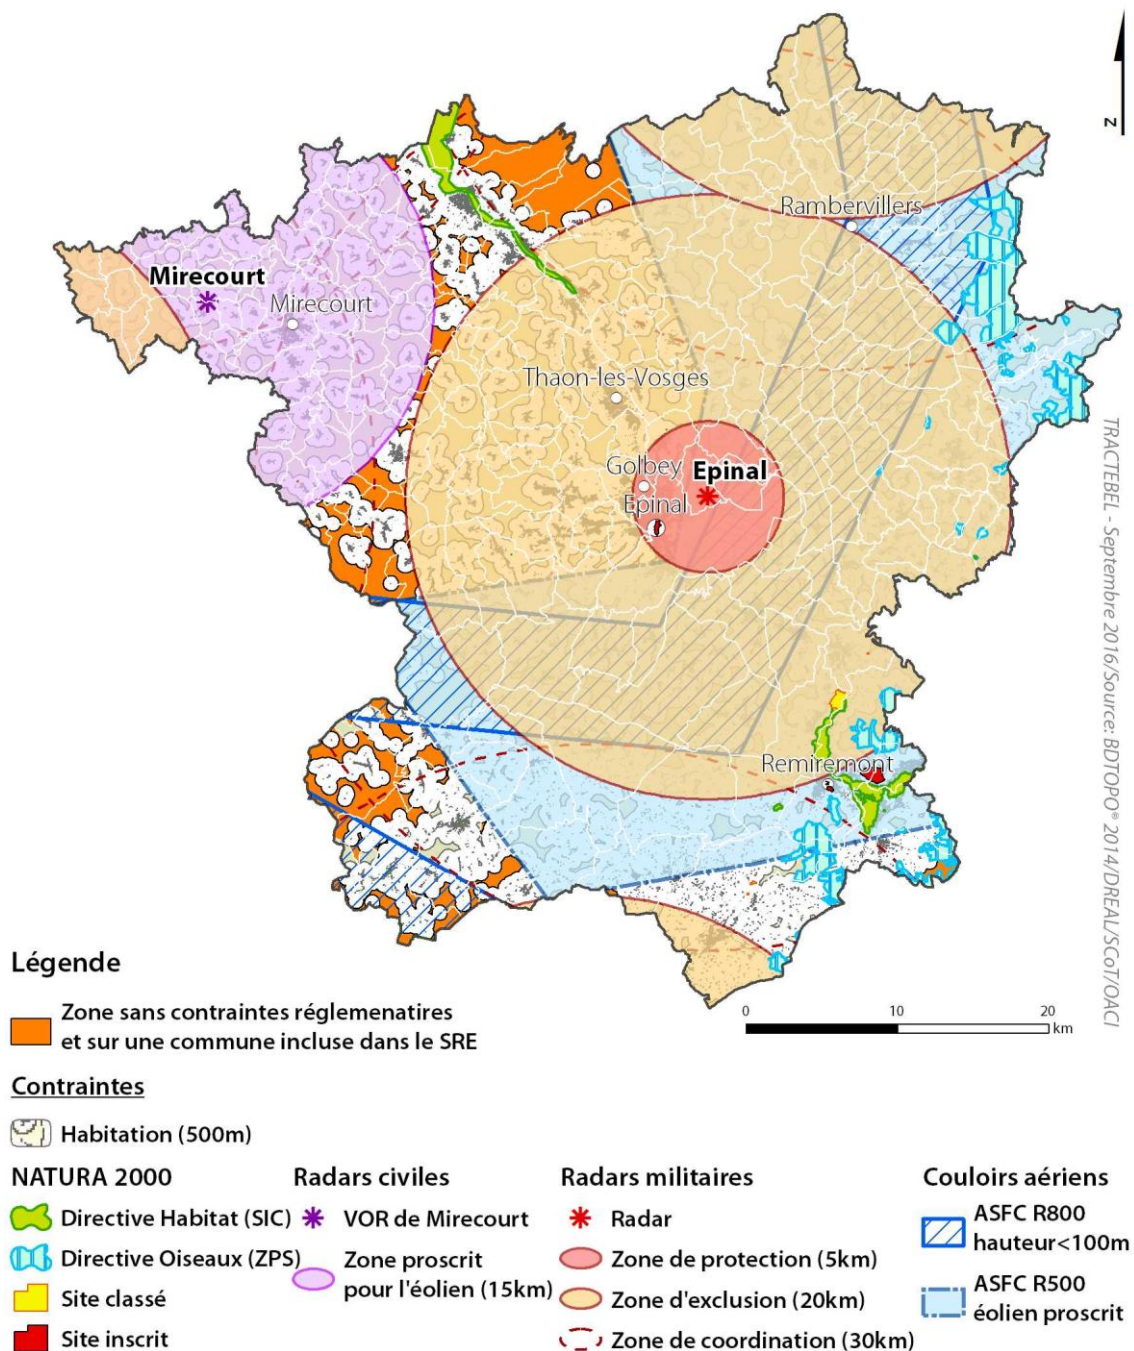 N
Rambervillers
Mirecourt
Mirecourt
Thaon-les-Vosges
Golbey
Epinal
Epinal
Remiremont
TRACTEBEL - Septembre 2016/Source: BDTOPO® 2014/DREAL/SCoT/OACI
0 10 20
km
Légende
Zone sans contraintes réglemenatires
et sur une commune incluse dans le SRE
Contraintes
Habitation (500m)
NATURA 2000
Directive Habitat (SIC)
Directive Oiseaux (ZPS)
Site classé
Site inscrit
Radars civiles
VOR de Mirecourt
Zone proscrit
pour l'éolien (15km)
Radars militaires
Radar
Zone de protection (5km)
Zone d'exclusion (20km)
Zone de coordination (30km)
Couloirs aériens
ASFC R800
hauteur<100m
ASFC R500
éolien proscrit